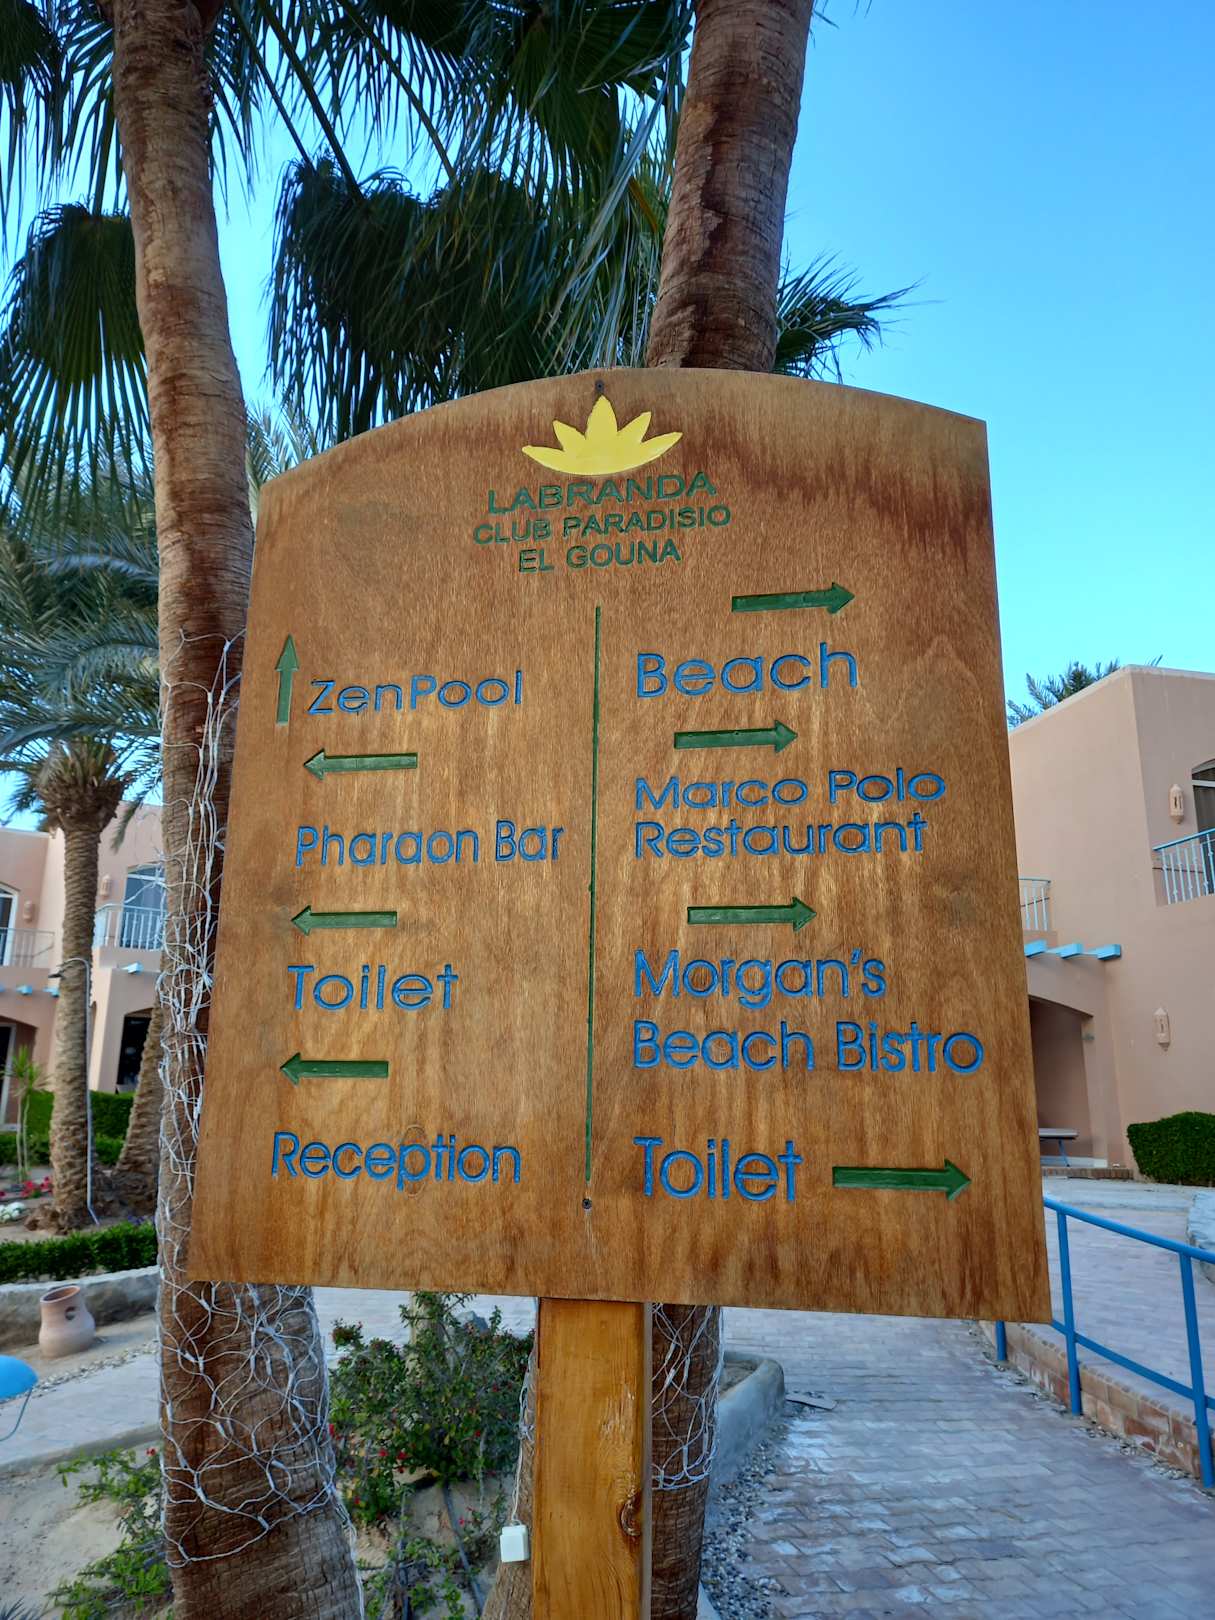 LABRANDA
CLUB PARADISIO
EL GOUNA
ZenPool
Pharaon Bar
Toilet
Reception
Beach
Marco Polo
Restaurant
Morgan's
Beach Bistro
Toilet